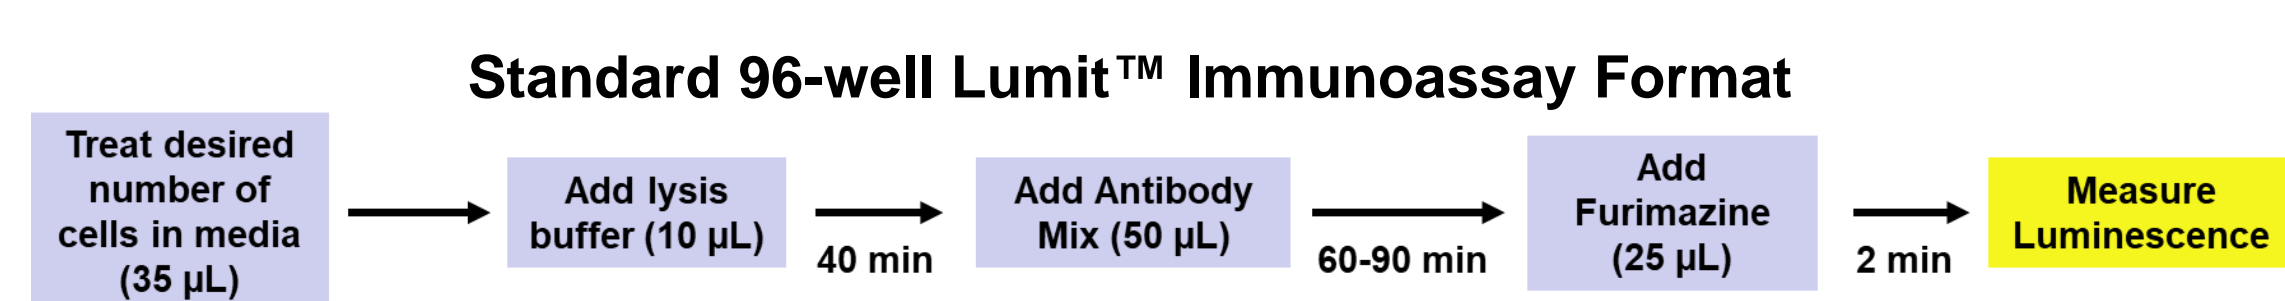 Standard 96-well Lumit™ Immunoassay Format
Treat desired
number of
cells in media
(35 µL)
Add lysis
buffer (10 µL)
40 min
Add Antibody
Mix (50 µL)
60-90 min
Add
Furimazine
(25 µL)
2 min
Measure
Luminescence